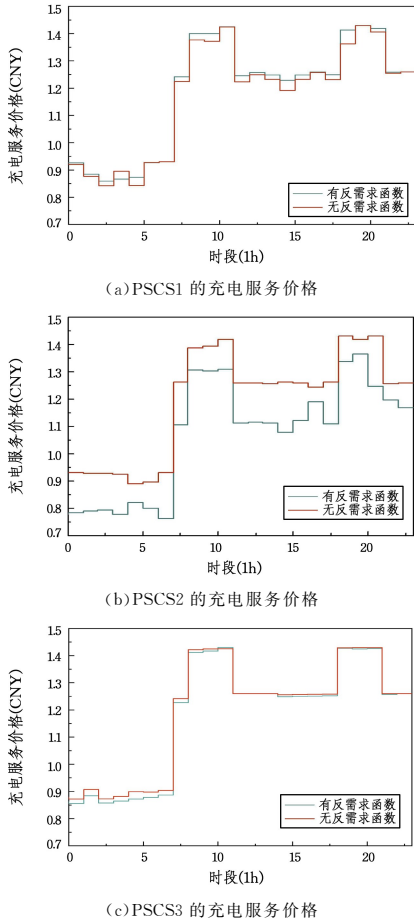 1.5
1.4
1.3
1.2
1.1
1.0
0.9
0.8
0.7
充电服务价格(CNY)
有反需求函数
无反需求函数
0 5 10 15 20
时段(1h)
(a)PSCS1 的充电服务价格
1.5
1.4
1.3
1.2
1.1
1.0
0.9
0.8
0.7
充电服务价格(CNY)
有反需求函数
无反需求函数
0 5 10 15 20
时段(1h)
(b)PSCS2 的充电服务价格
1.5
1.4
1.3
1.2
1.1
1.0
0.9
0.8
0.7
充电服务价格(CNY)
有反需求函数
无反需求函数
0 5 10 15 20
时段(1h)
(c)PSCS3 的充电服务价格